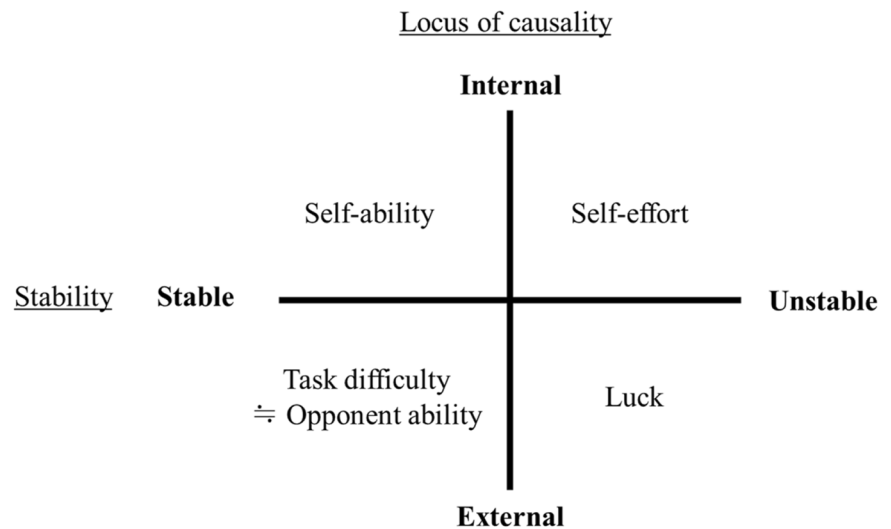 Locus of causality
Internal
Self-ability
Self-effort
Stability
Stable
Unstable
Task difficulty
≒ Opponent ability
Luck
External